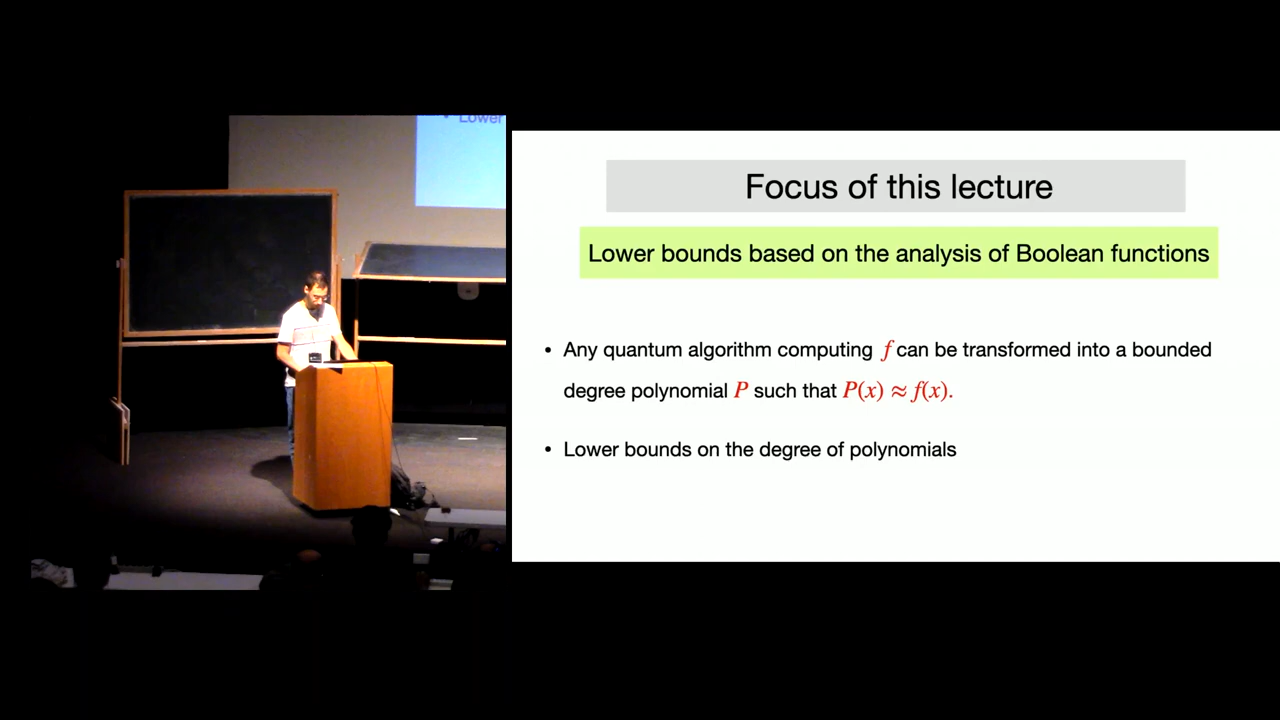 Lower
Focus of this lecture
Lower bounds based on the analysis of Boolean functions
• Any quantum algorithm computing f can be transformed into a bounded
degree polynomial P such that P(x) ≈ f(x).
• Lower bounds on the degree of polynomials